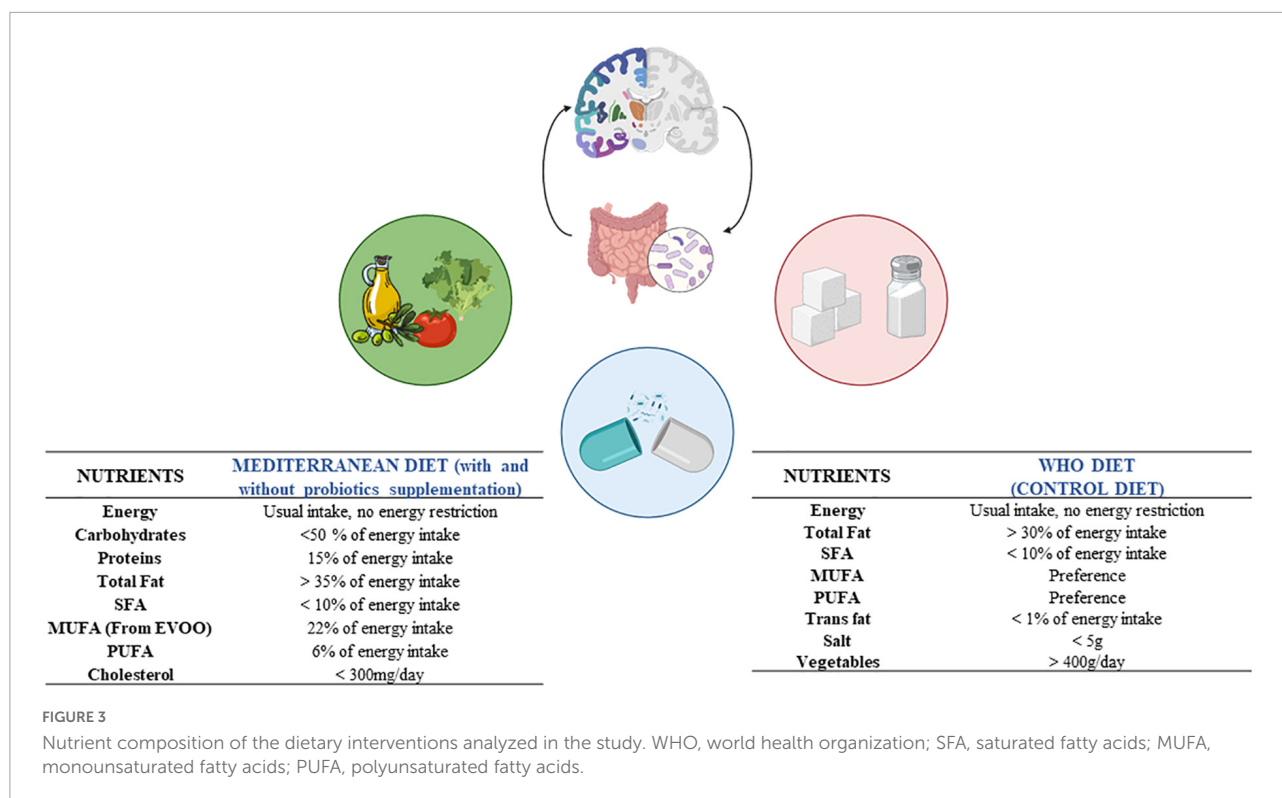 NUTRIENTS MEDITERRANEAN DIET (with and
without probiotics supplementation)
Energy Usual intake, no energy restriction
Carbohydrates <50 % of energy intake
Proteins 15% of energy intake
Total Fat > 35% of energy intake
SFA < 10% of energy intake
MUFA (From EVOO) 22% of energy intake
PUFA 6% of energy intake
Cholesterol < 300mg/day
NUTRIENTS WHO DIET
(CONTROL DIET)
Energy Usual intake, no energy restriction
Total Fat > 30% of energy intake
SFA < 10% of energy intake
MUFA Preference
PUFA Preference
Trans fat < 1% of energy intake
Salt < 5g
Vegetables > 400g/day
FIGURE 3
Nutrient composition of the dietary interventions analyzed in the study. WHO, world health organization; SFA, saturated fatty acids; MUFA,
monounsaturated fatty acids; PUFA, polyunsaturated fatty acids.